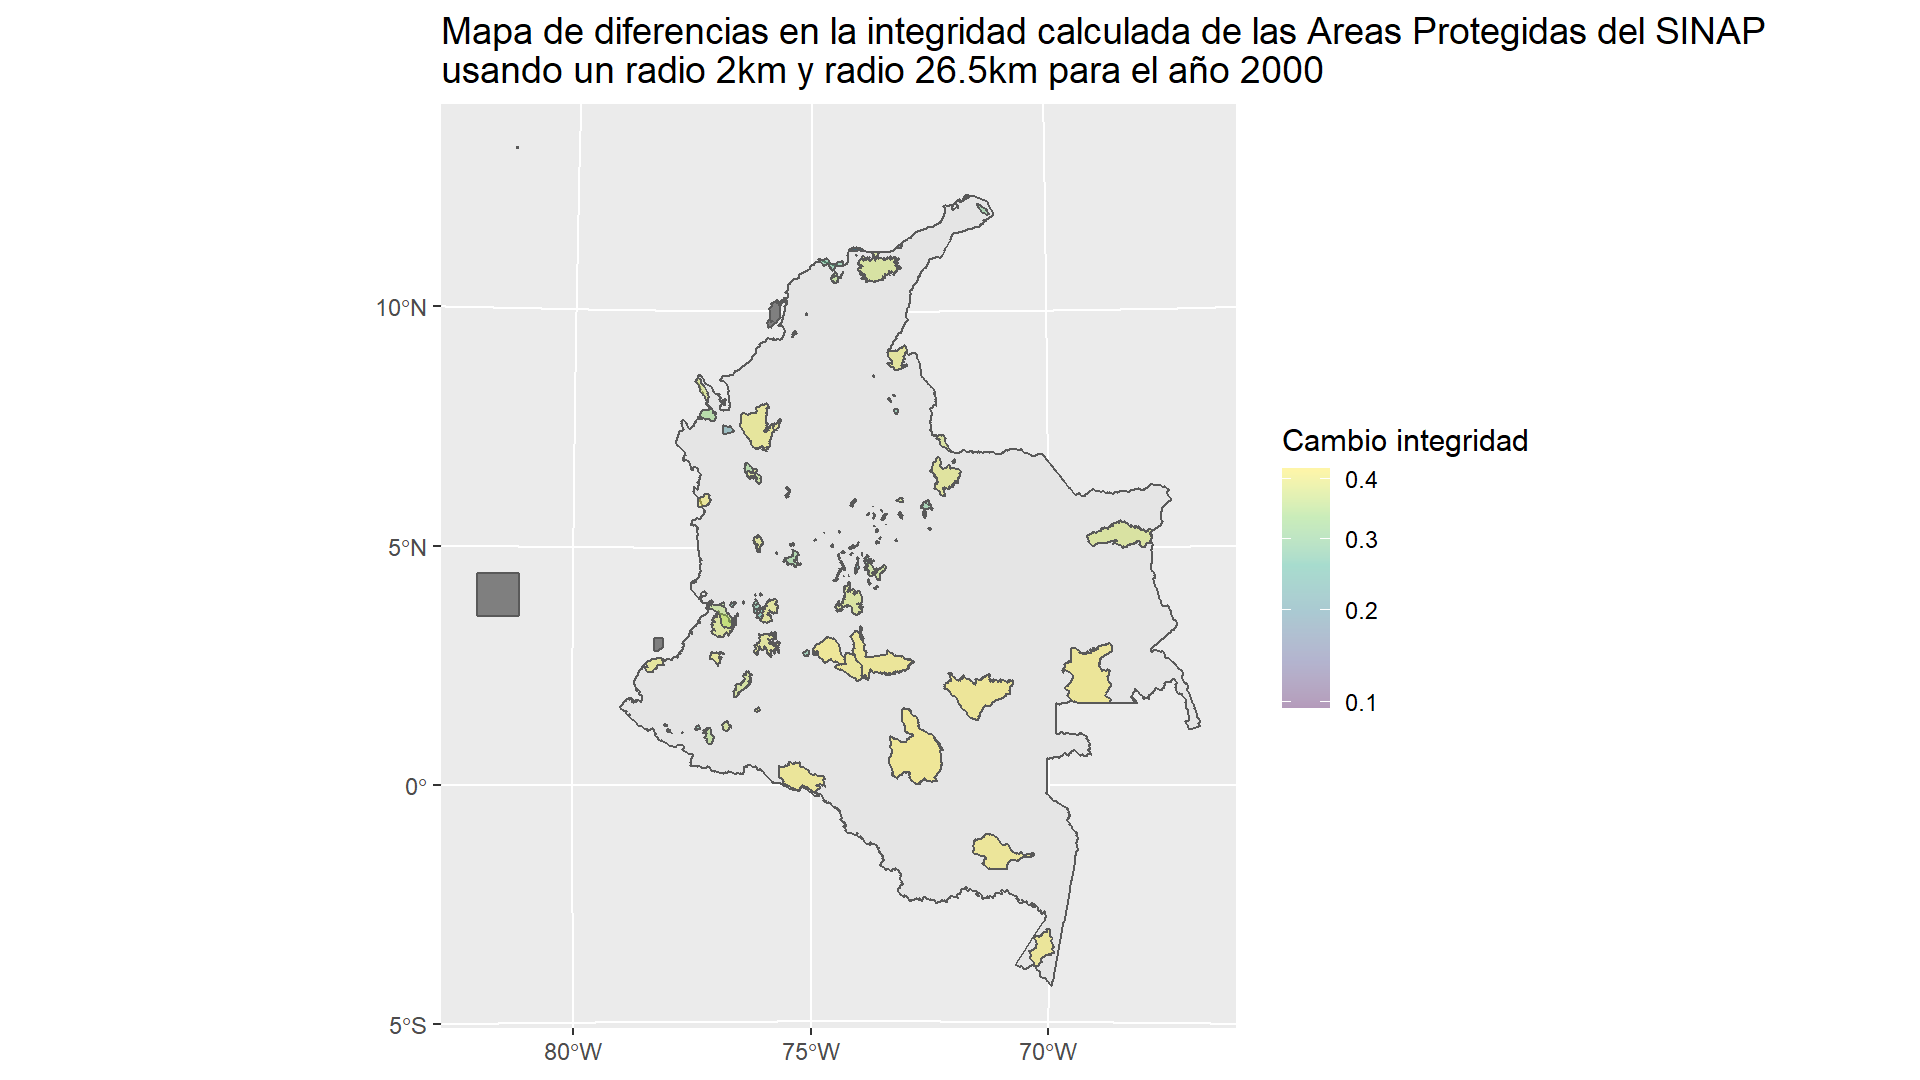 Mapa de diferencias en la integridad calculada de las Areas Protegidas del SINAP
usando un radio 2km y radio 26.5km para el año 2000
10°N
5°N
0°
5°S
80°W
75°W
70°W
Cambio integridad
0.4
0.3
0.2
0.1